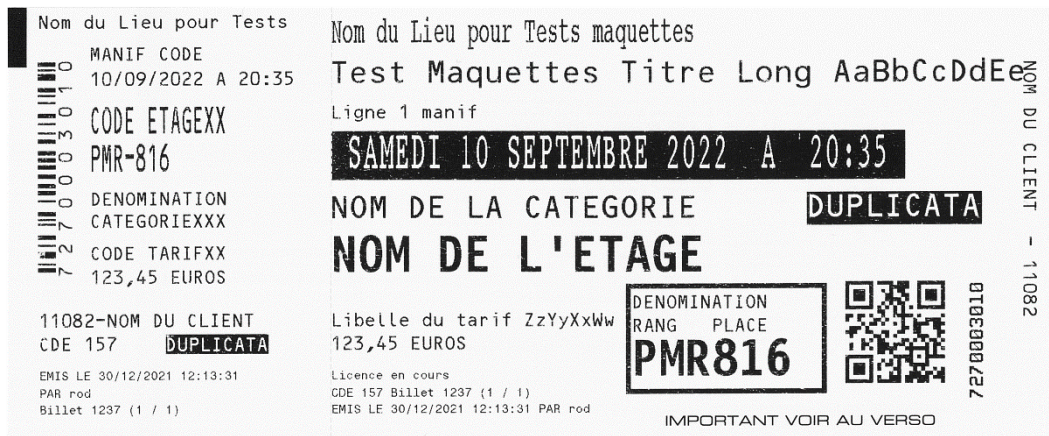 Nom du Lieu pour Tests
MANIF CODE
10/09/2022 A 20:35
CODE ETAGEXX
PMR-816
DENOMINATION
CATEGORIEXXX
CODE TARIFXX
123,45 EUROS
7270003010
11082-NOM DU CLIENT
CDE 157 DUPLICATA
EMIS LE 30/12/2021 12:13:31
PAR rod
Billet 1237 (1 / 1)
Nom du Lieu pour Tests maquettes
Test Maquettes Titre Long AaBbCcDdEe
Ligne 1 manif
SAMEDI 10 SEPTEMBRE 2022 A 20:35
NOM DE LA CATEGORIE DUPLICATA
NOM DE L'ETAGE
Libelle du tarif ZzYyXxWw
123,45 EUROS
Licence en cours
CDE 157 Billet 1237 (1 / 1)
EMIS LE 30/12/2021 12:13:31 PAR rod
DENOMINATION
RANG PLACE
PMR816
7270003010
IMPORTANT VOIR AU VERSO
NOM DU CLIENT - 11082